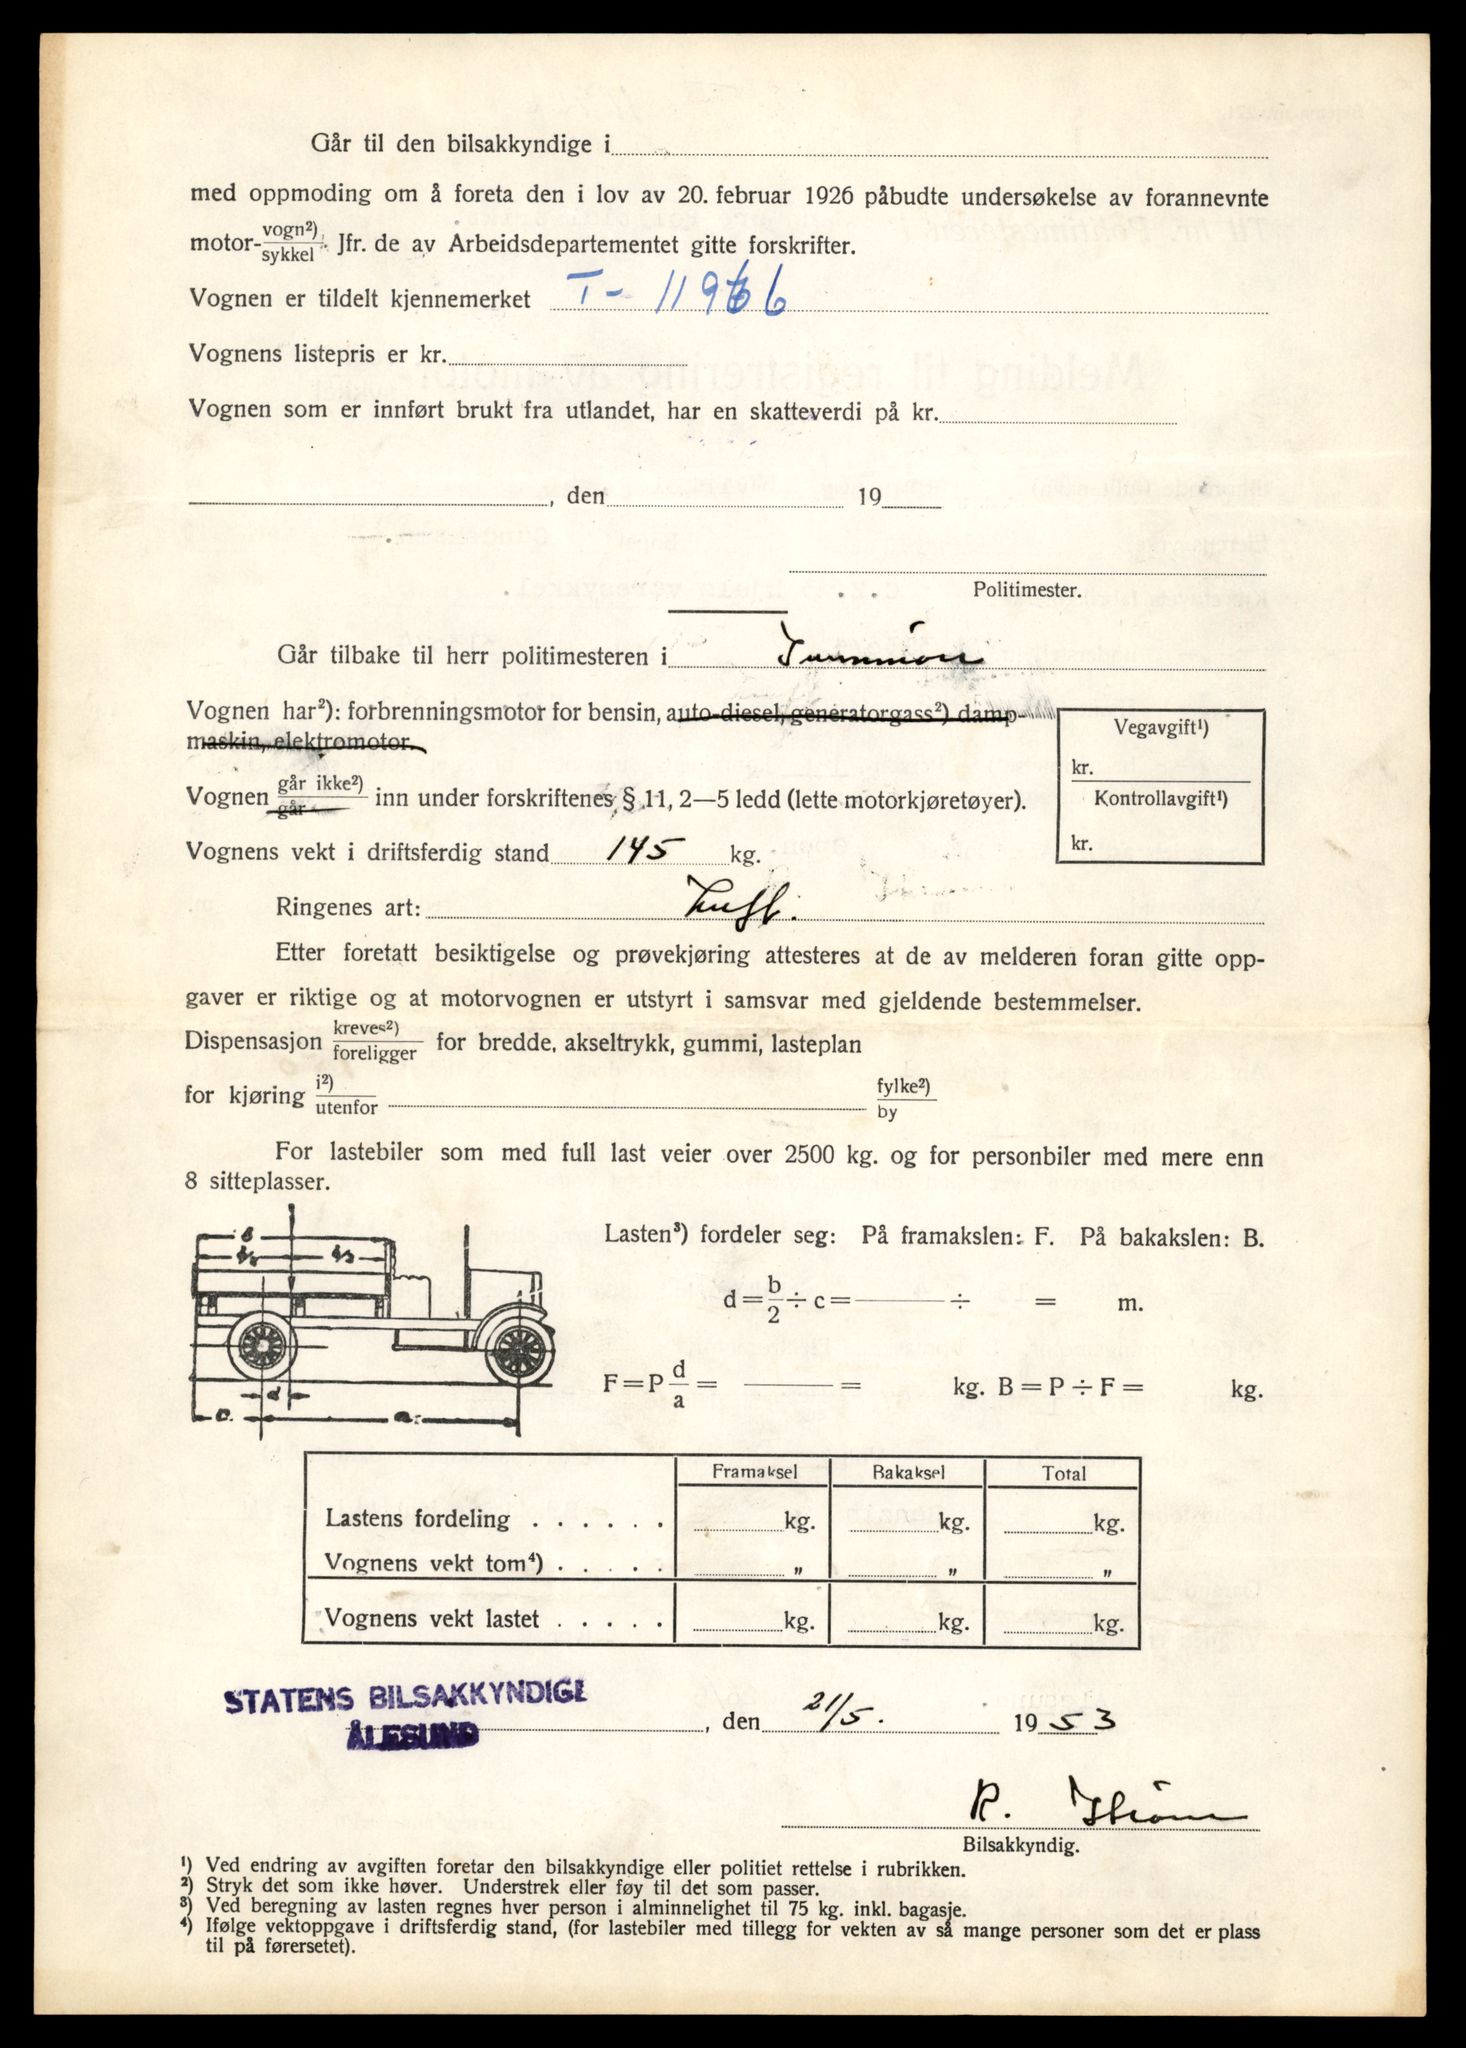 Går til den bilsakkyndige i
med oppmoding om å foreta den i lov av 20. februar 1926 påbudte undersøkelse av forannevnte
motor-vogn²)/sykkel. Jfr. de av Arbeidsdepartementet gitte forskrifter.
Vognen er tildelt kjennemerket T- 11966
Vognens listepris er kr.
Vognen som er innført brukt fra utlandet, har en skatteverdi på kr.
, den 19
Politimester.
Går tilbake til herr politimesteren i
Vognen har²): forbrenningsmotor for bensin, auto-diesel, generatorgass²) damp-
maskin, elektromotor.
Vegavgift¹)
kr.
Kontrollavgift¹)
kr.
Vognen går ikke²)/går inn under forskriftenes § 11, 2—5 ledd (lette motorkjøretøyer).
Vognens vekt i driftsferdig stand 145 kg.
Ringenes art: Luft.
Etter foretatt besiktigelse og prøvekjøring attesteres at de av melderen foran gitte opp-
gaver er riktige og at motorvognen er utstyrt i samsvar med gjeldende bestemmelser.
Dispensasjon kreves²)/foreligger for bredde, akseltrykk, gummi, lasteplan
for kjøring i²)/utenfor fylke²)/by
For lastebiler som med full last veier over 2500 kg. og for personbiler med mere enn
8 sitteplasser.
Lasten³) fordeler seg: På framakslen: F. På bakakslen: B.
d = b/2 ÷ c = ——— ÷ = m.
F = P d/a = ——— = kg. B = P ÷ F = kg.
b
b/2 b/2
d
c. a.
Framaksel Bakaksel Total
Lastens fordeling . . . . . . kg. kg. kg.
Vognens vekt tom⁴) . . . . . „ „ „
Vognens vekt lastet . . . . . kg. kg. kg.
STATENS BILSAKKYNDIGE
ÅLESUND , den 21/5. 1953
R.
Bilsakkyndig.
¹) Ved endring av avgiften foretar den bilsakkyndige eller politiet rettelse i rubrikken.
²) Stryk det som ikke høver. Understrek eller føy til det som passer.
³) Ved beregning av lasten regnes hver person i alminnelighet til 75 kg. inkl. bagasje.
⁴) Ifølge vektoppgave i driftsferdig stand, (for lastebiler med tillegg for vekten av så mange personer som det er plass
til på førersetet).